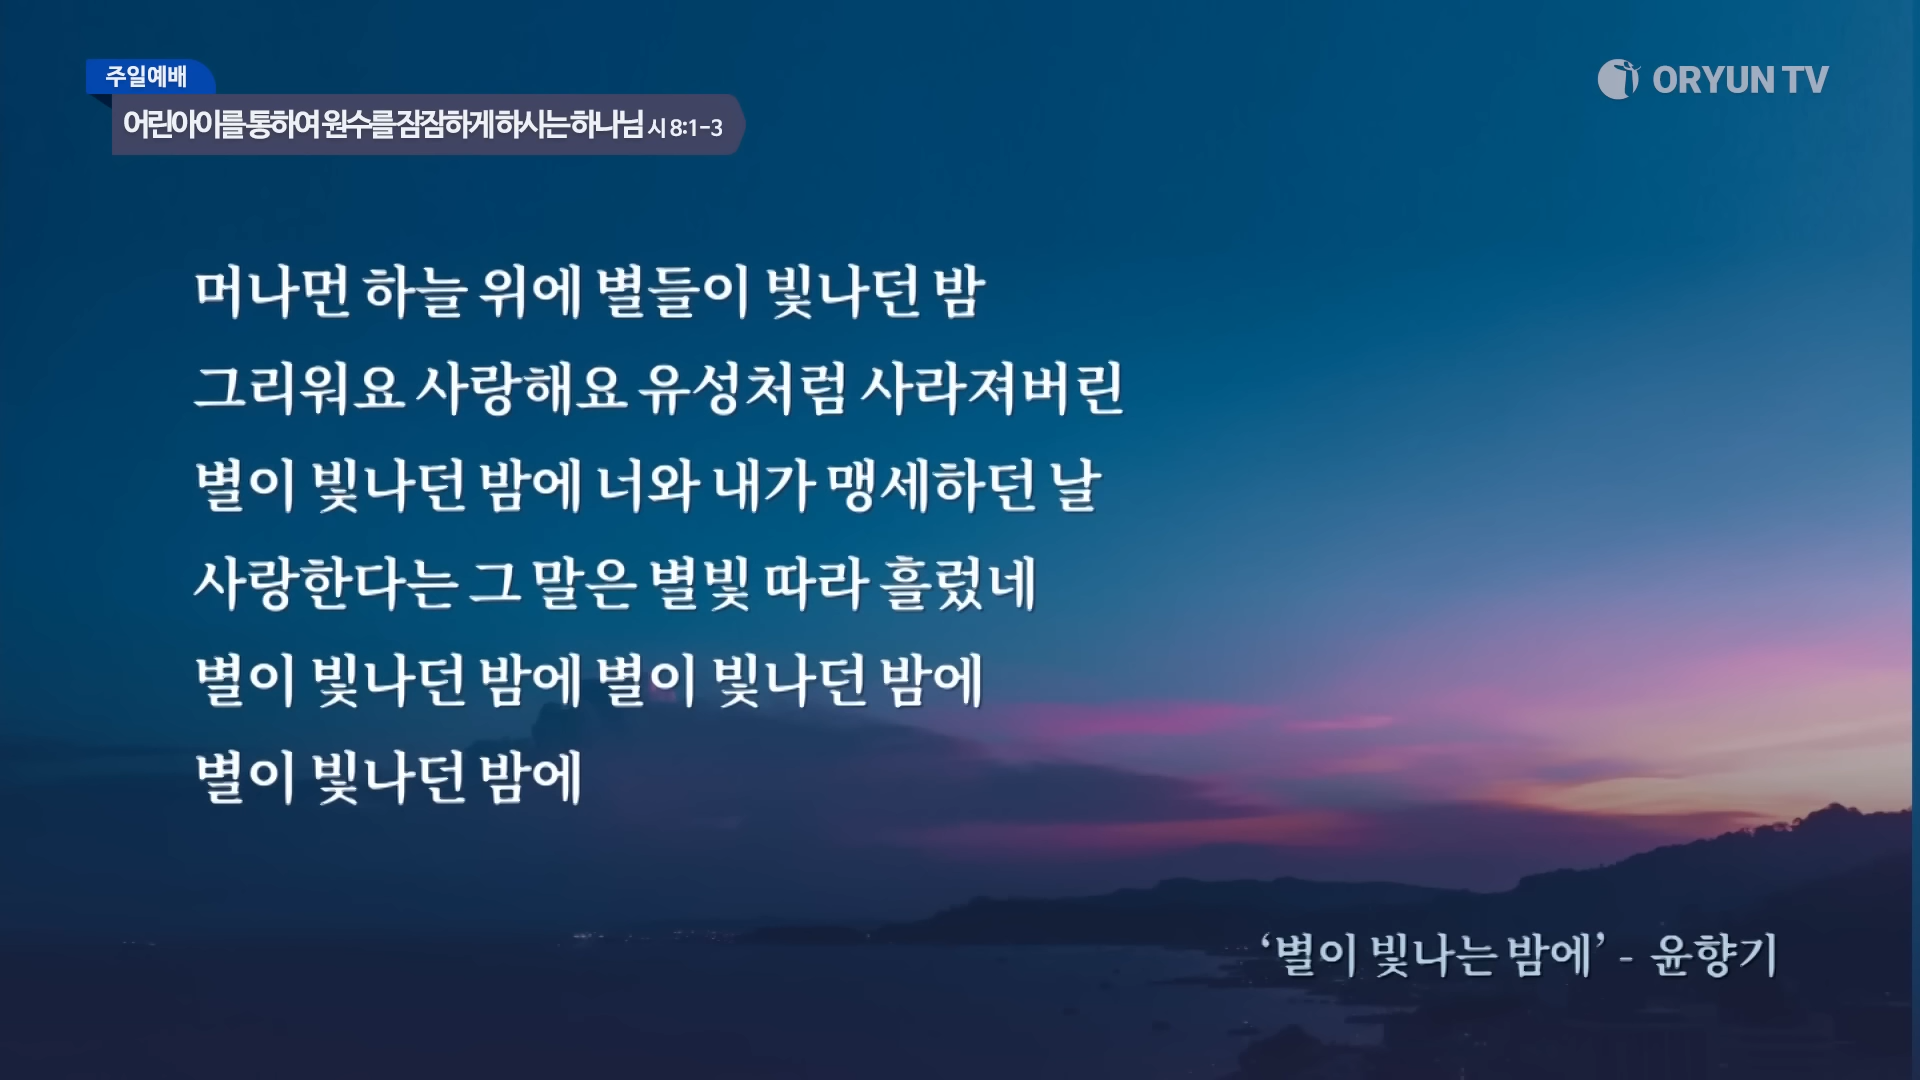 주일예배
ORYUN TV
어린아이를 통하여 원수를 잠잠하게 하시는 하나님 시 8:1-3
머나먼 하늘 위에 별들이 빛나던 밤
그리워요 사랑해요 유성처럼 사라져버린
별이 빛나던 밤에 너와 내가 맹세하던 날
사랑한다는 그 말은 별빛 따라 흘렀네
별이 빛나던 밤에 별이 빛나던 밤에
별이 빛나던 밤에
‘별이 빛나는 밤에’ - 윤향기